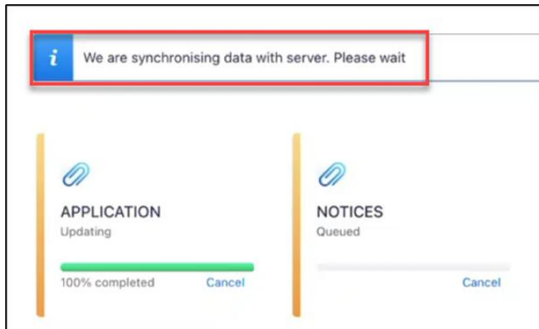 i
We are synchronising data with server. Please wait
APPLICATION
Updating
100% completed Cancel
NOTICES
Queued
Cancel